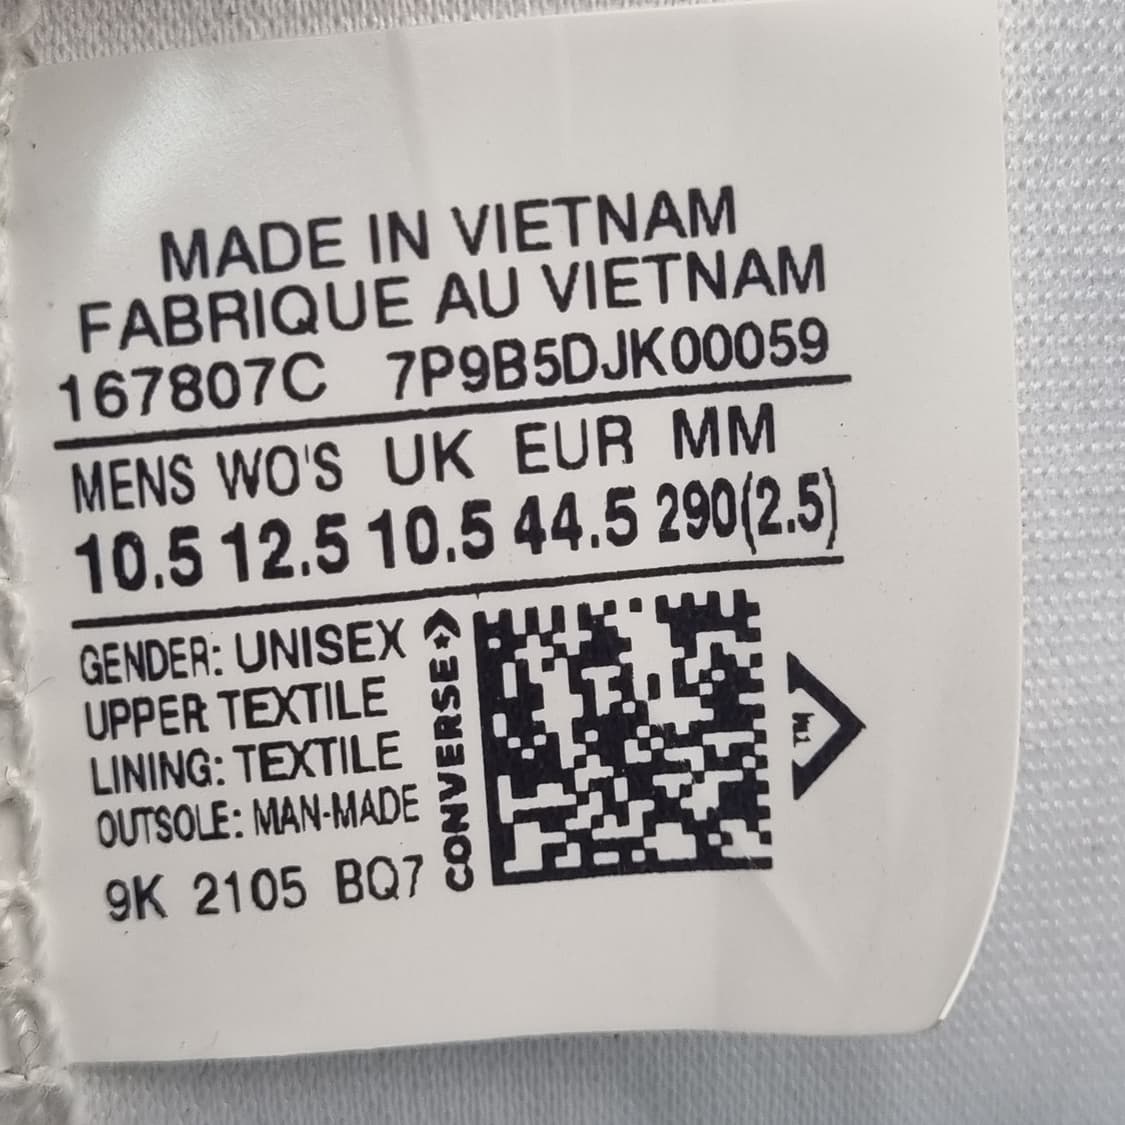 MADE IN VIETNAM
FABRIQUE AU VIETNAM
167807C 7P9B5DJK00059
MENS WO'S UK EUR MM
10.5 12.5 10.5 44.5 290(2.5)
GENDER: UNISEX
UPPER TEXTILE
LINING: TEXTILE
OUTSOLE: MAN-MADE
9K 2105 BQ7
CONVERSE